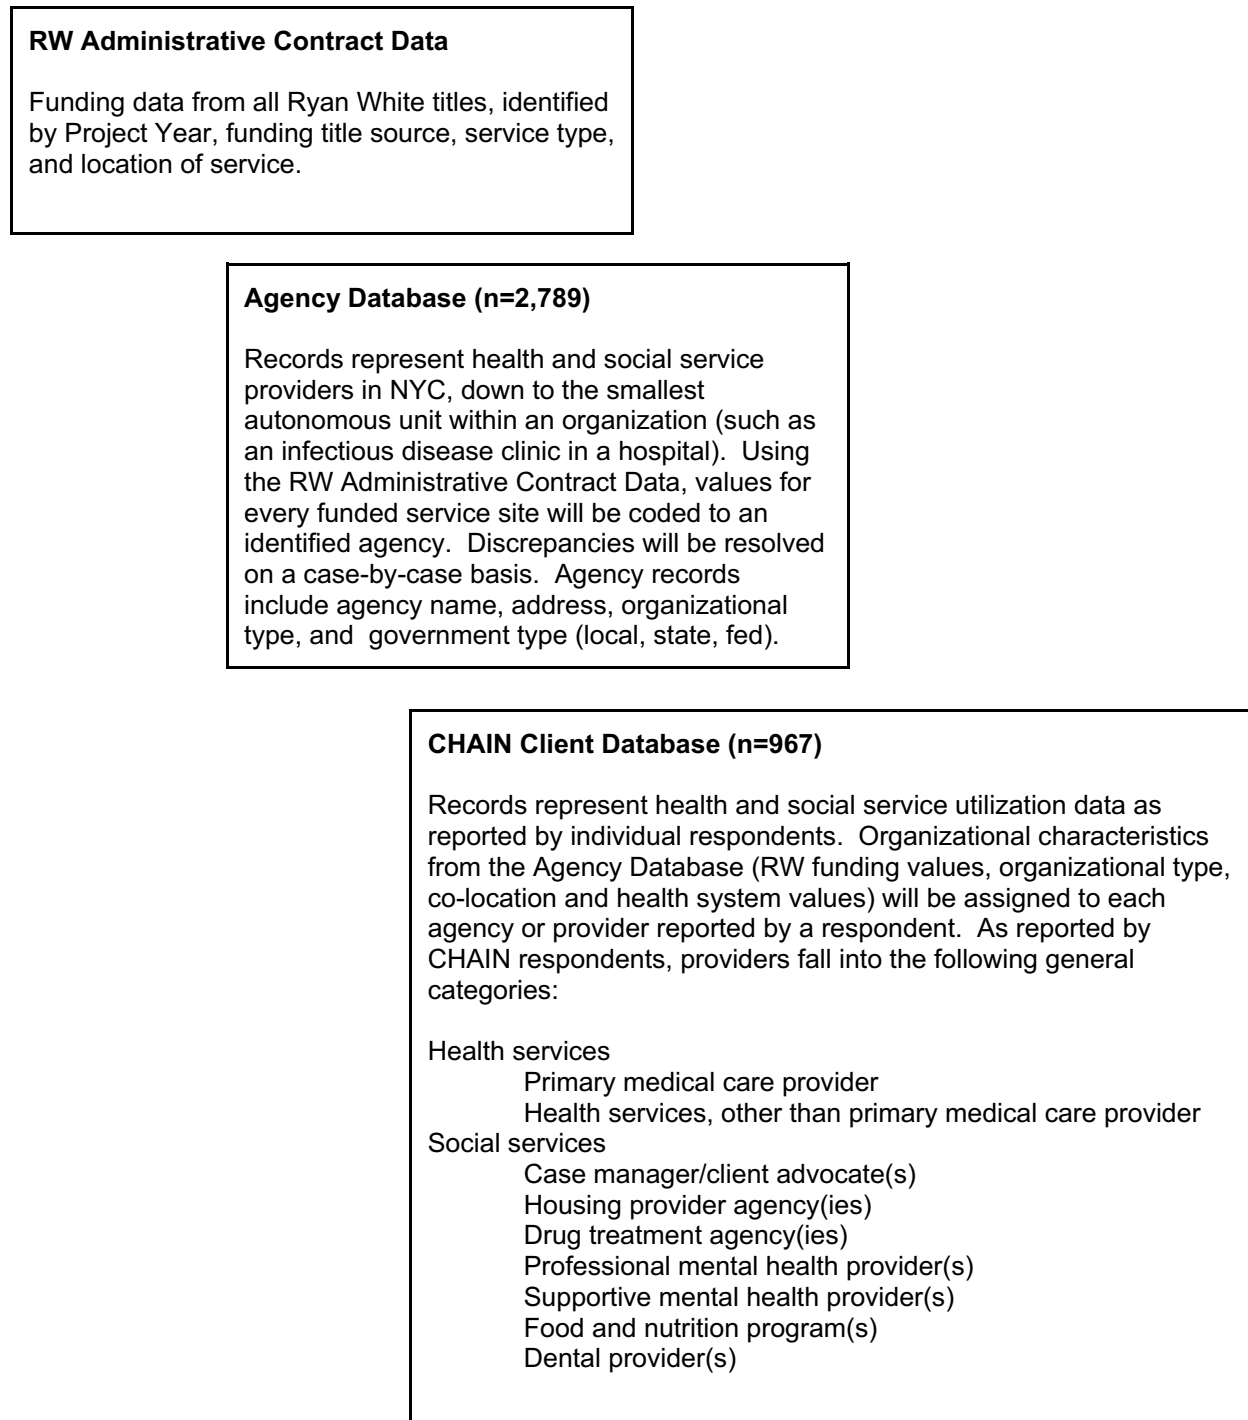 RW Administrative Contract Data
Funding data from all Ryan White titles, identified
by Project Year, funding title source, service type,
and location of service.
Agency Database (n=2,789)
Records represent health and social service
providers in NYC, down to the smallest
autonomous unit within an organization (such as
an infectious disease clinic in a hospital).  Using
the RW Administrative Contract Data, values for
every funded service site will be coded to an
identified agency.  Discrepancies will be resolved
on a case-by-case basis.  Agency records
include agency name, address, organizational
type, and  government type (local, state, fed).
CHAIN Client Database (n=967)
Records represent health and social service utilization data as
reported by individual respondents.  Organizational characteristics
from the Agency Database (RW funding values, organizational type,
co-location and health system values) will be assigned to each
agency or provider reported by a respondent.  As reported by
CHAIN respondents, providers fall into the following general
categories:
Health services
Primary medical care provider
Health services, other than primary medical care provider
Social services
Case manager/client advocate(s)
Housing provider agency(ies)
Drug treatment agency(ies)
Professional mental health provider(s)
Supportive mental health provider(s)
Food and nutrition program(s)
Dental provider(s)